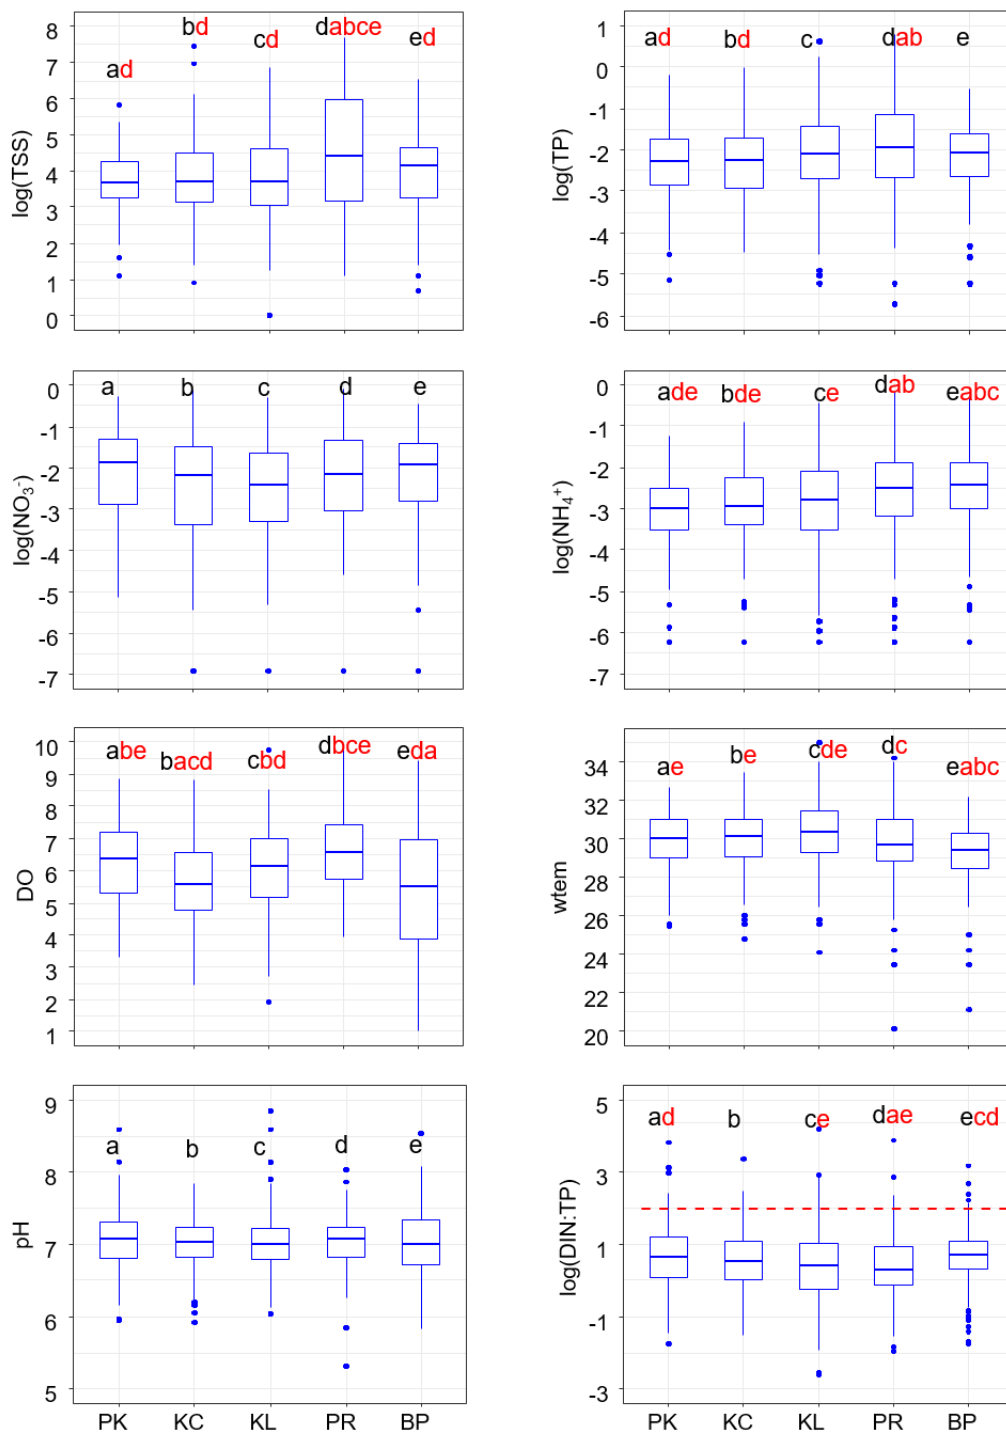 8
7
6
5
4
3
2
1
0
log(TSS)
ad
bd
cd
dabce
ed
1
0
-1
-2
-3
-4
-5
-6
log(TP)
ad
bd
c
dab
e
0
-1
-2
-3
-4
-5
-6
-7
log(NO₃⁻)
a
b
c
d
e
0
-1
-2
-3
-4
-5
-6
-7
log(NH₄⁺)
ade
bde
ce
dab
eabc
10
9
8
7
6
5
4
3
2
1
DO
abe
bacd
cbd
dbce
eda
34
32
30
28
26
24
22
20
wtem
ae
be
cde
dc
eabc
9
8
7
6
5
pH
a
b
c
d
e
PK KC KL PR BP
5
3
1
-1
-3
log(DIN:TP)
ad
b
ce
dae
ecd
PK KC KL PR BP